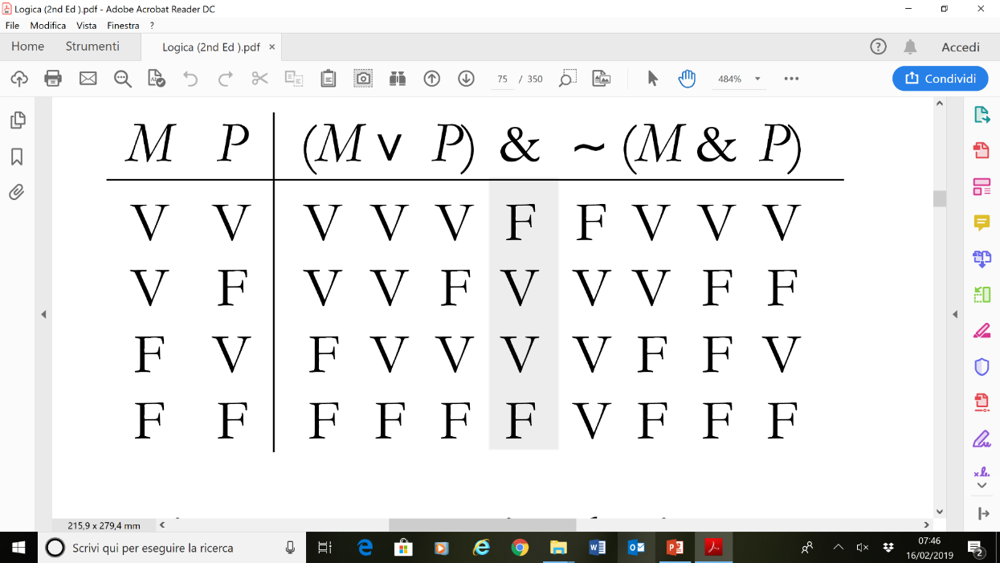 Logica (2nd Ed ).pdf - Adobe Acrobat Reader DC
File Modifica Vista Finestra ?
Home Strumenti Logica (2nd Ed ).pdf × Accedi
75 / 350 484% Condividi
M P (M ∨ P) & ~ (M & P)
V V V V V F F V V V
V F V V F V V V F F
F V F V V V V F F V
F F F F F F V F F F
215,9 x 279,4 mm
Scrivi qui per eseguire la ricerca
07:46
16/02/2019
2